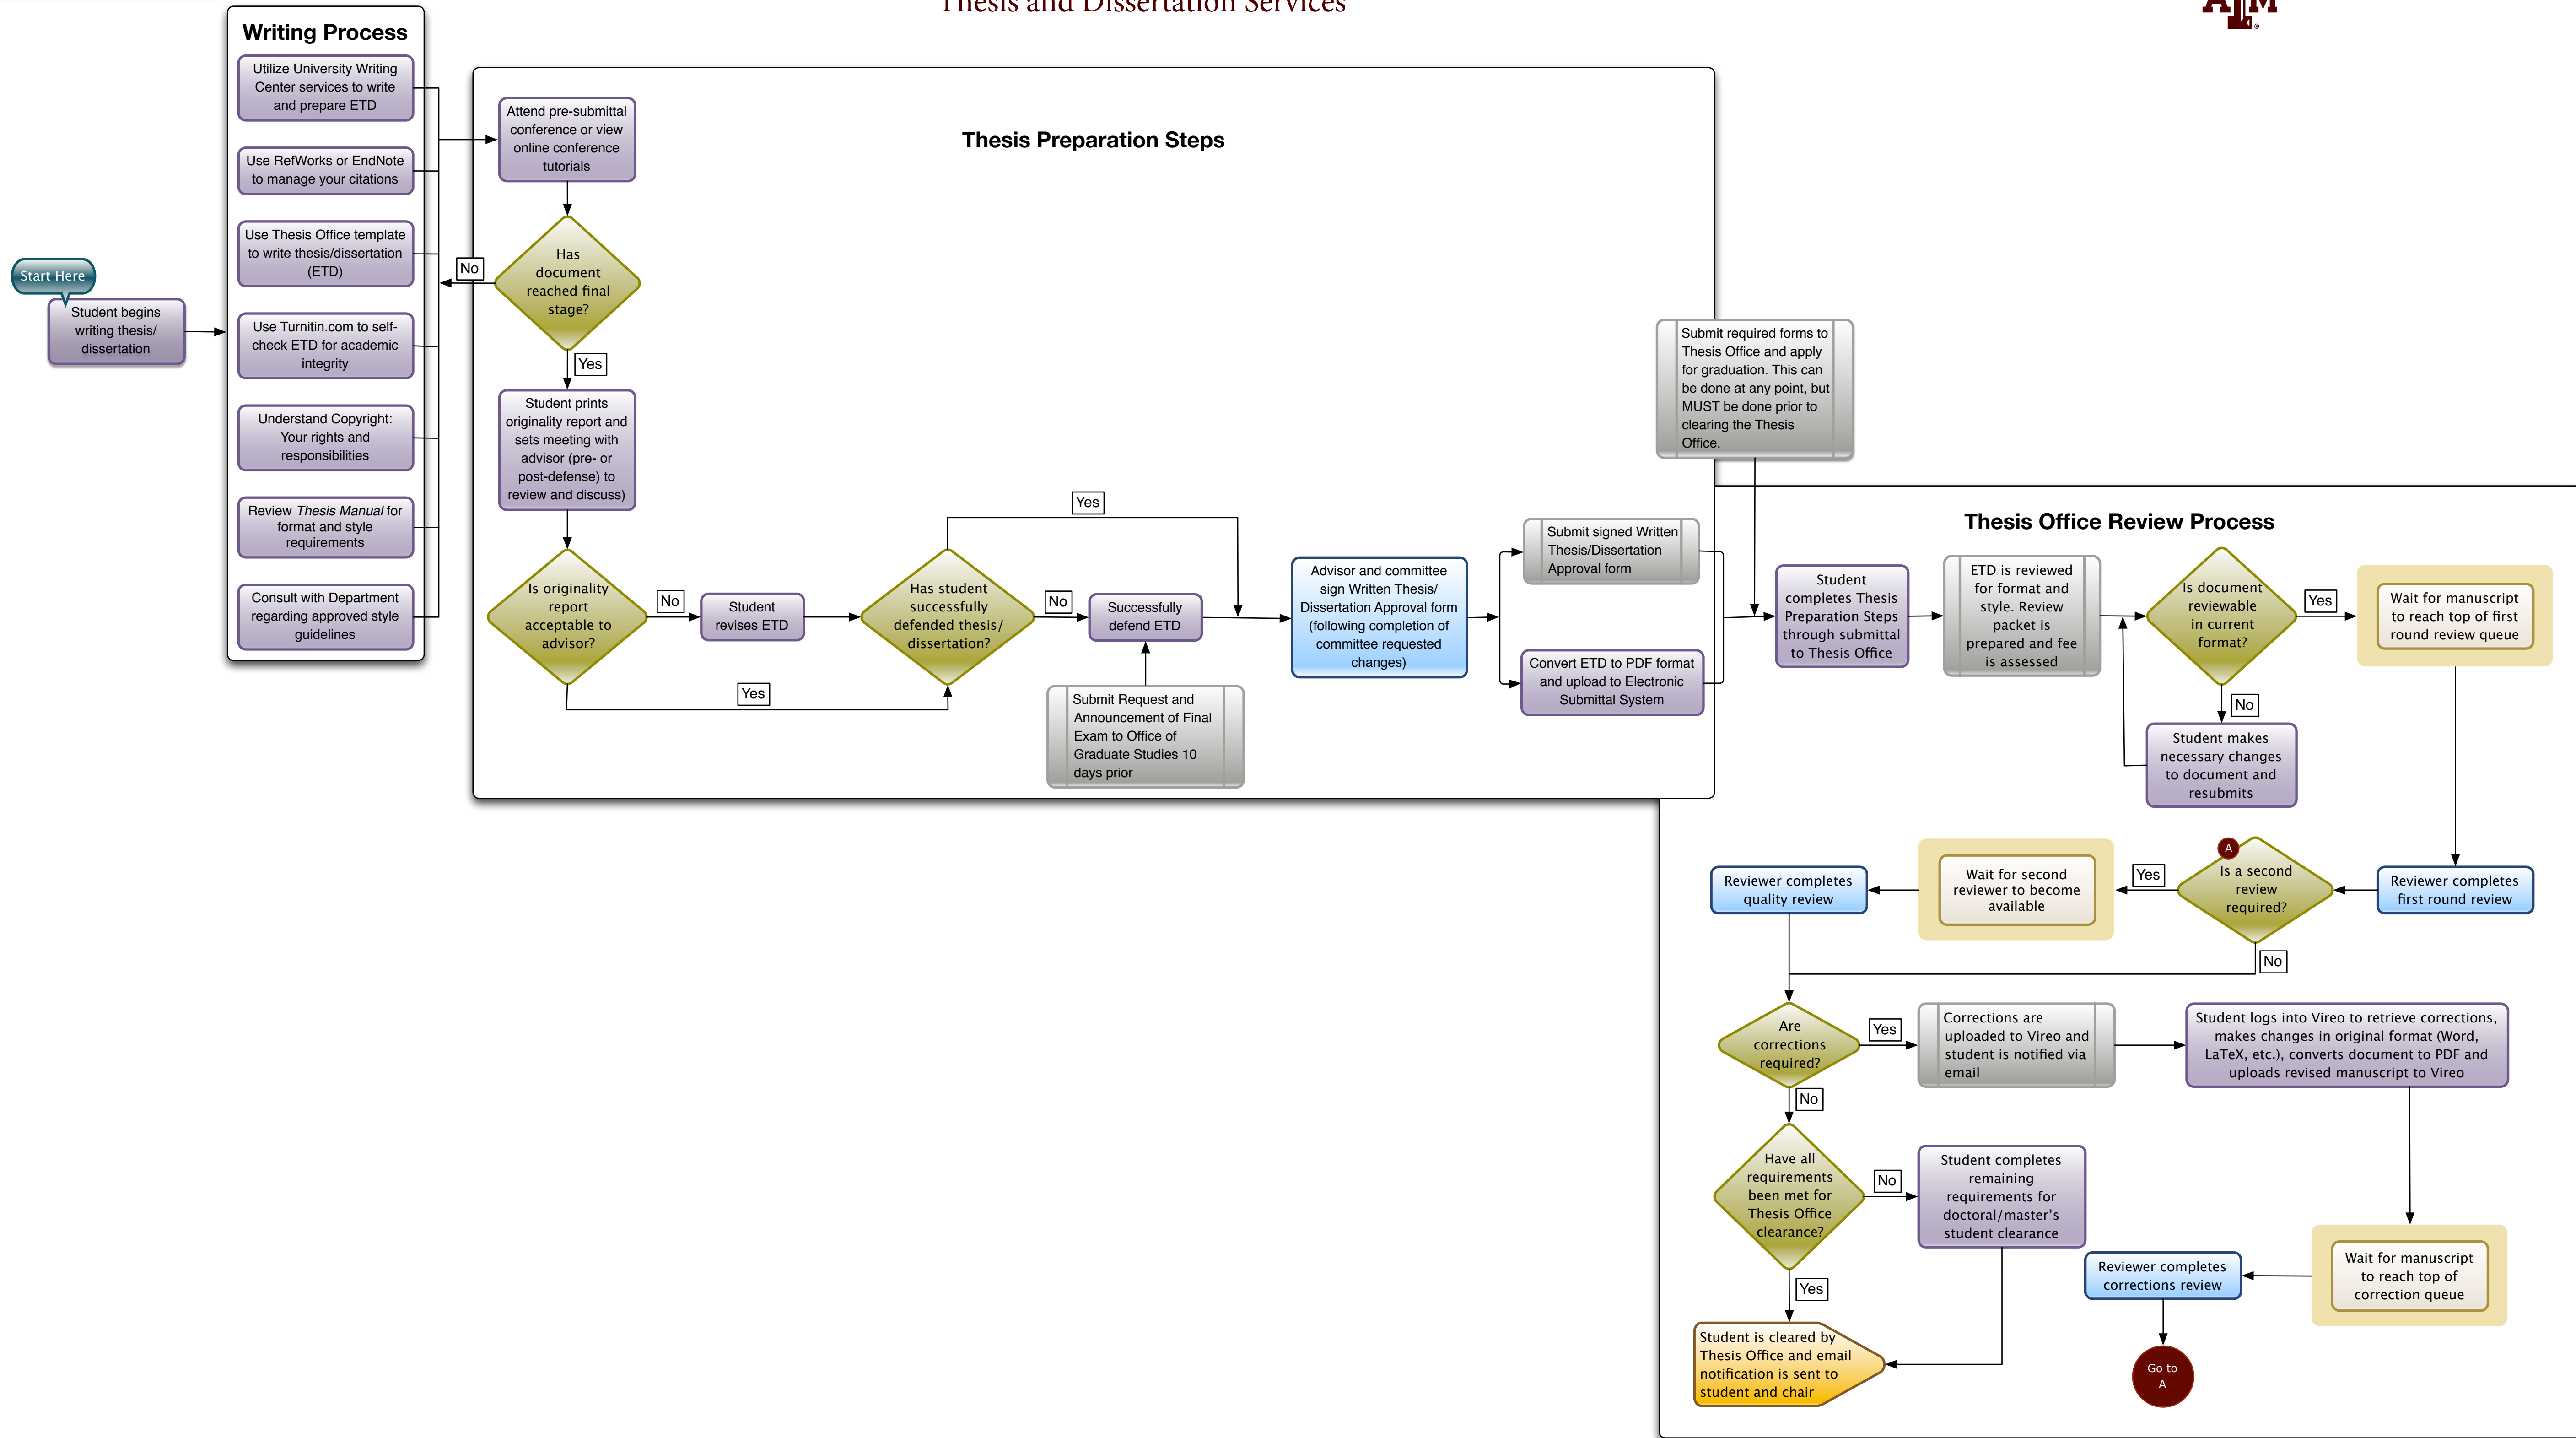 Thesis and Dissertation Services
Writing Process
Utilize University Writing
Center services to write
and prepare ETD
Use RefWorks or EndNote
to manage your citations
Use Thesis Office template
to write thesis/dissertation
(ETD)
Use Turnitin.com to self-
check ETD for academic
integrity
Understand Copyright:
Your rights and
responsibilities
Review Thesis Manual for
format and style
requirements
Consult with Department
regarding approved style
guidelines
Start Here
Student begins
writing thesis/
dissertation
Thesis Preparation Steps
Attend pre-submittal
conference or view
online conference
tutorials
Has
document
reached final
stage?
No
Yes
Student prints
originality report and
sets meeting with
advisor (pre- or
post-defense) to
review and discuss)
Is originality
report
acceptable to
advisor?
No
Yes
Student
revises ETD
Has student
successfully
defended thesis/
dissertation?
Yes
No
Successfully
defend ETD
Submit Request and
Announcement of Final
Exam to Office of
Graduate Studies 10
days prior
Advisor and committee
sign Written Thesis/
Dissertation Approval form
(following completion of
committee requested
changes)
Submit signed Written
Thesis/Dissertation
Approval form
Convert ETD to PDF format
and upload to Electronic
Submittal System
Submit required forms to
Thesis Office and apply
for graduation. This can
be done at any point, but
MUST be done prior to
clearing the Thesis
Office.
Thesis Office Review Process
Student
completes Thesis
Preparation Steps
through submittal
to Thesis Office
ETD is reviewed
for format and
style. Review
packet is
prepared and fee
is assessed
Is document
reviewable
in current
format?
Yes
No
Wait for manuscript
to reach top of first
round review queue
Student makes
necessary changes
to document and
resubmits
Reviewer completes
first round review
A
Is a second
review
required?
Yes
No
Wait for second
reviewer to become
available
Reviewer completes
quality review
Are
corrections
required?
Yes
No
Corrections are
uploaded to Vireo and
student is notified via
email
Student logs into Vireo to retrieve corrections,
makes changes in original format (Word,
LaTeX, etc.), converts document to PDF and
uploads revised manuscript to Vireo
Have all
requirements
been met for
Thesis Office
clearance?
No
Yes
Student completes
remaining
requirements for
doctoral/master's
student clearance
Wait for manuscript
to reach top of
correction queue
Reviewer completes
corrections review
Go to
A
Student is cleared by
Thesis Office and email
notification is sent to
student and chair